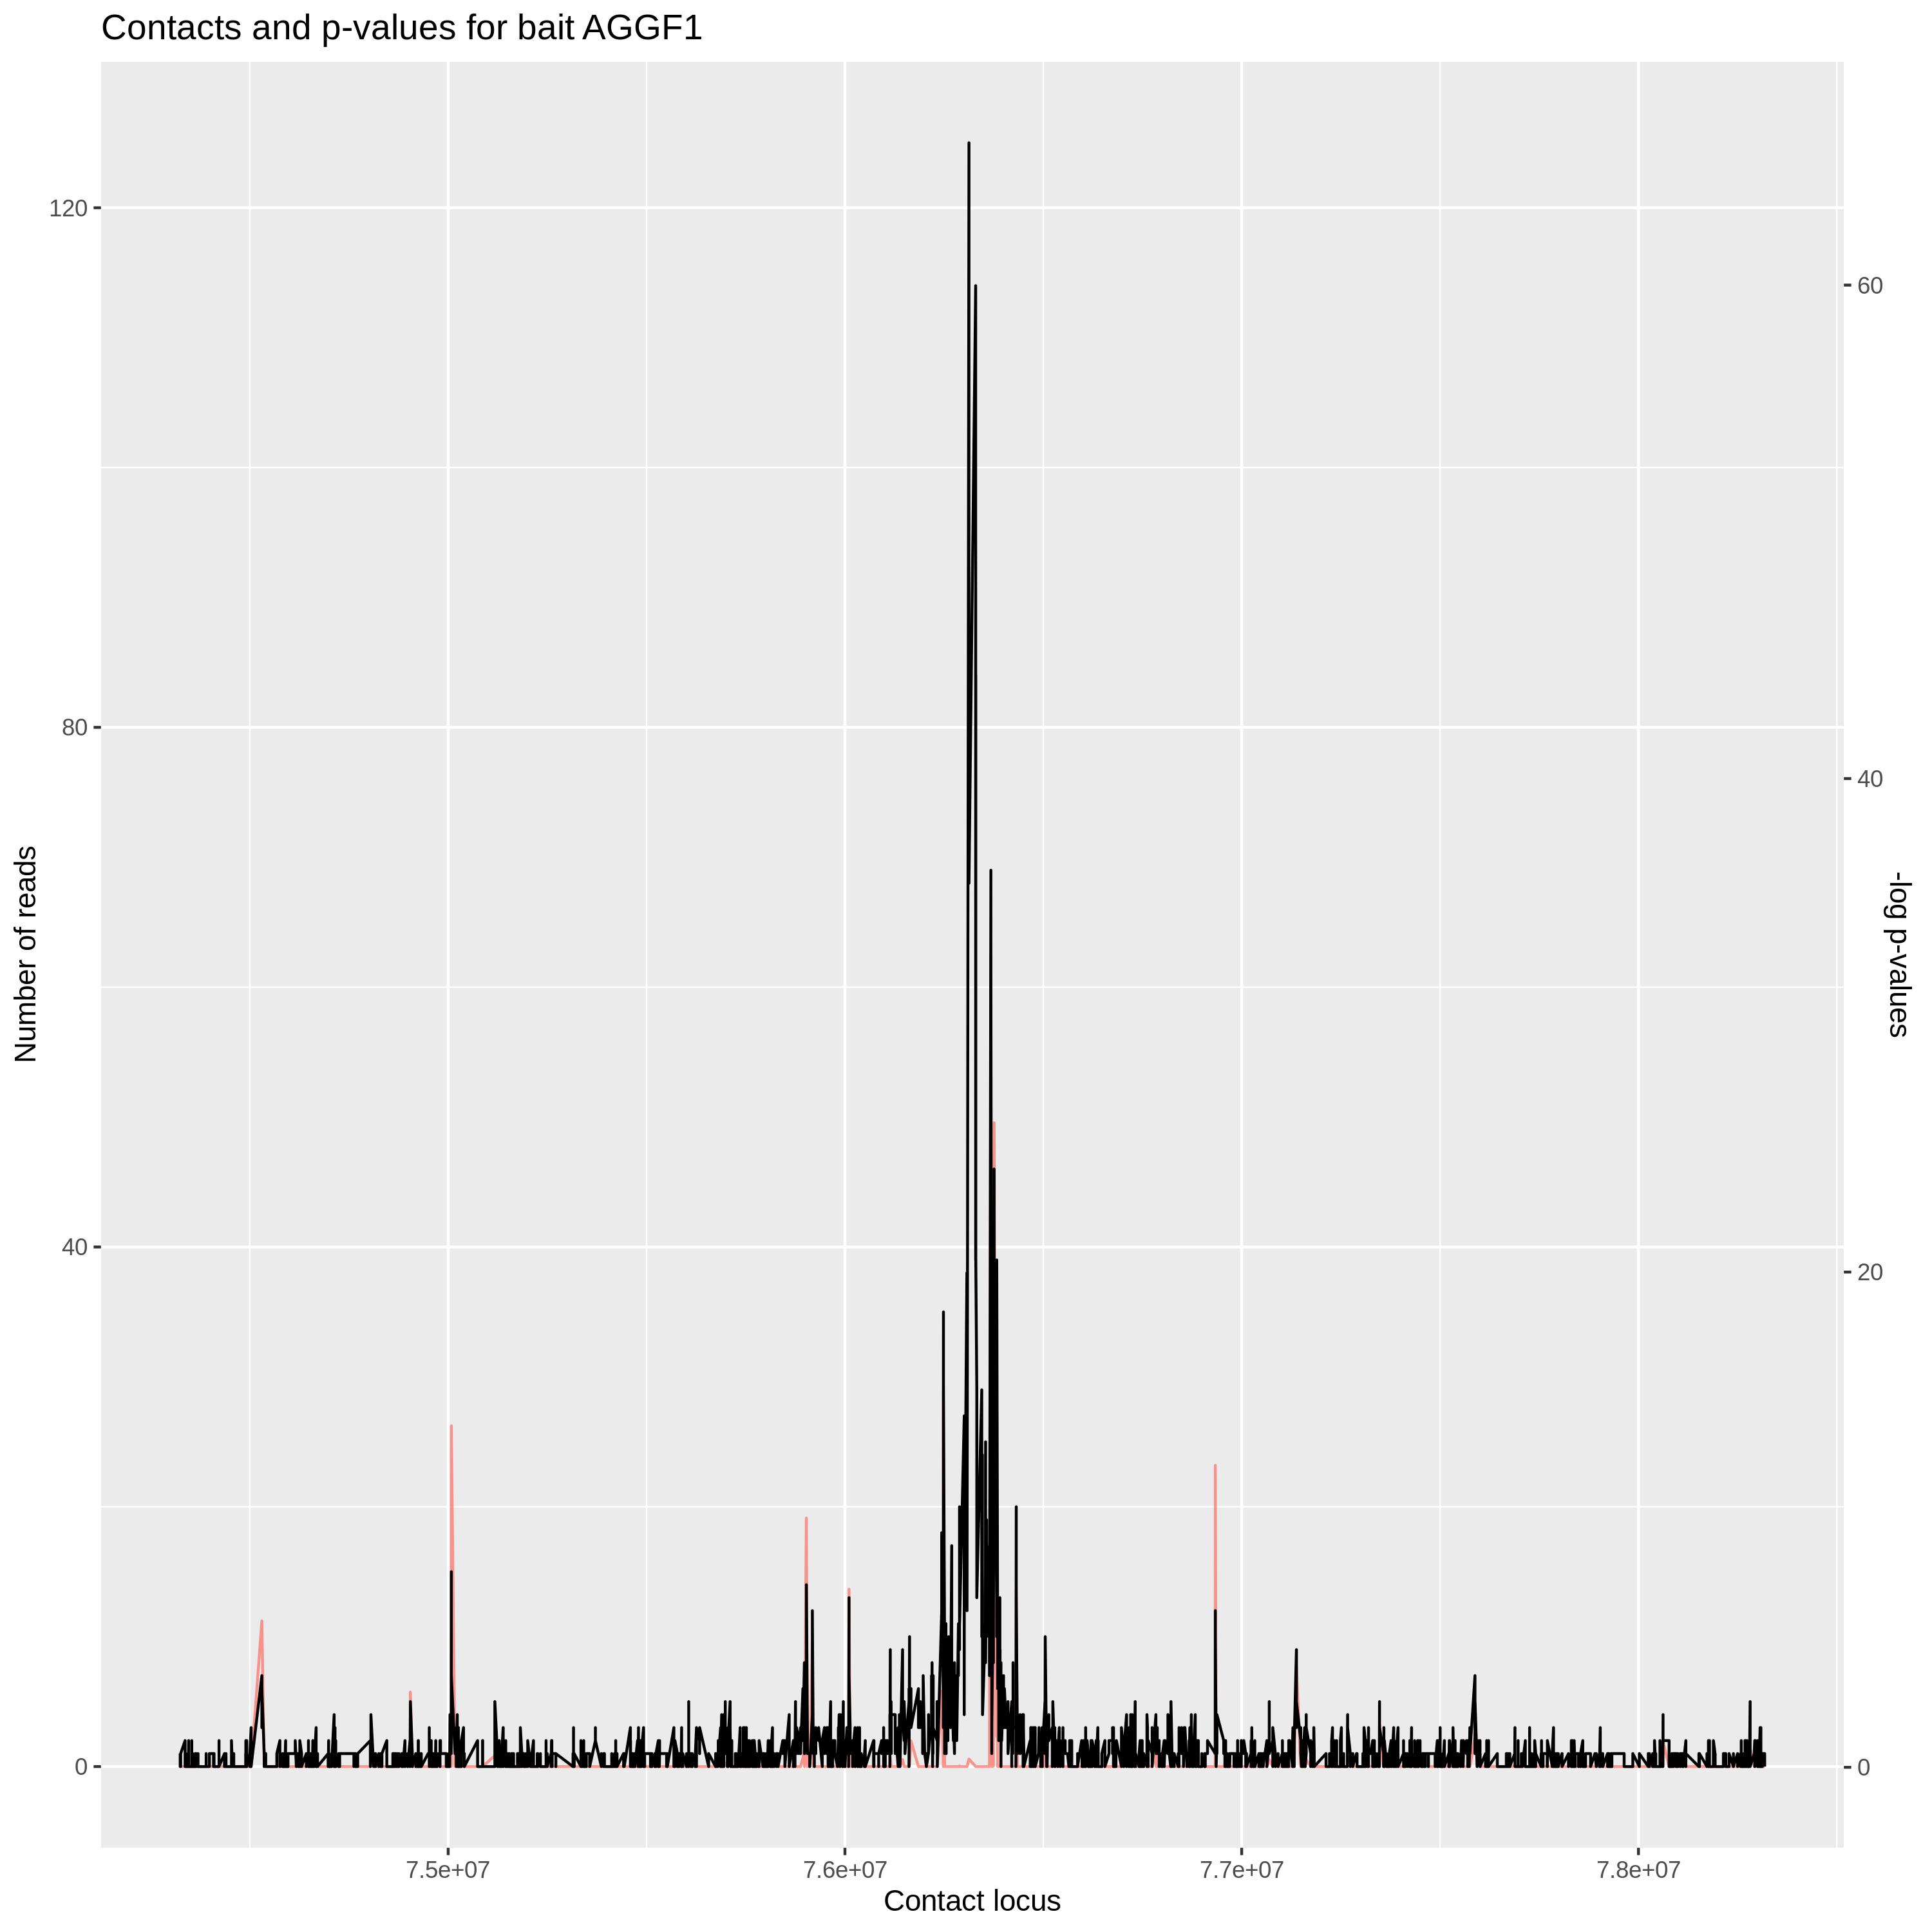 Contacts and p-values for bait AGGF1
120
80
40
0
Number of reads
60
40
20
0
-log p-values
7.5e+07 7.6e+07 7.7e+07 7.8e+07
Contact locus